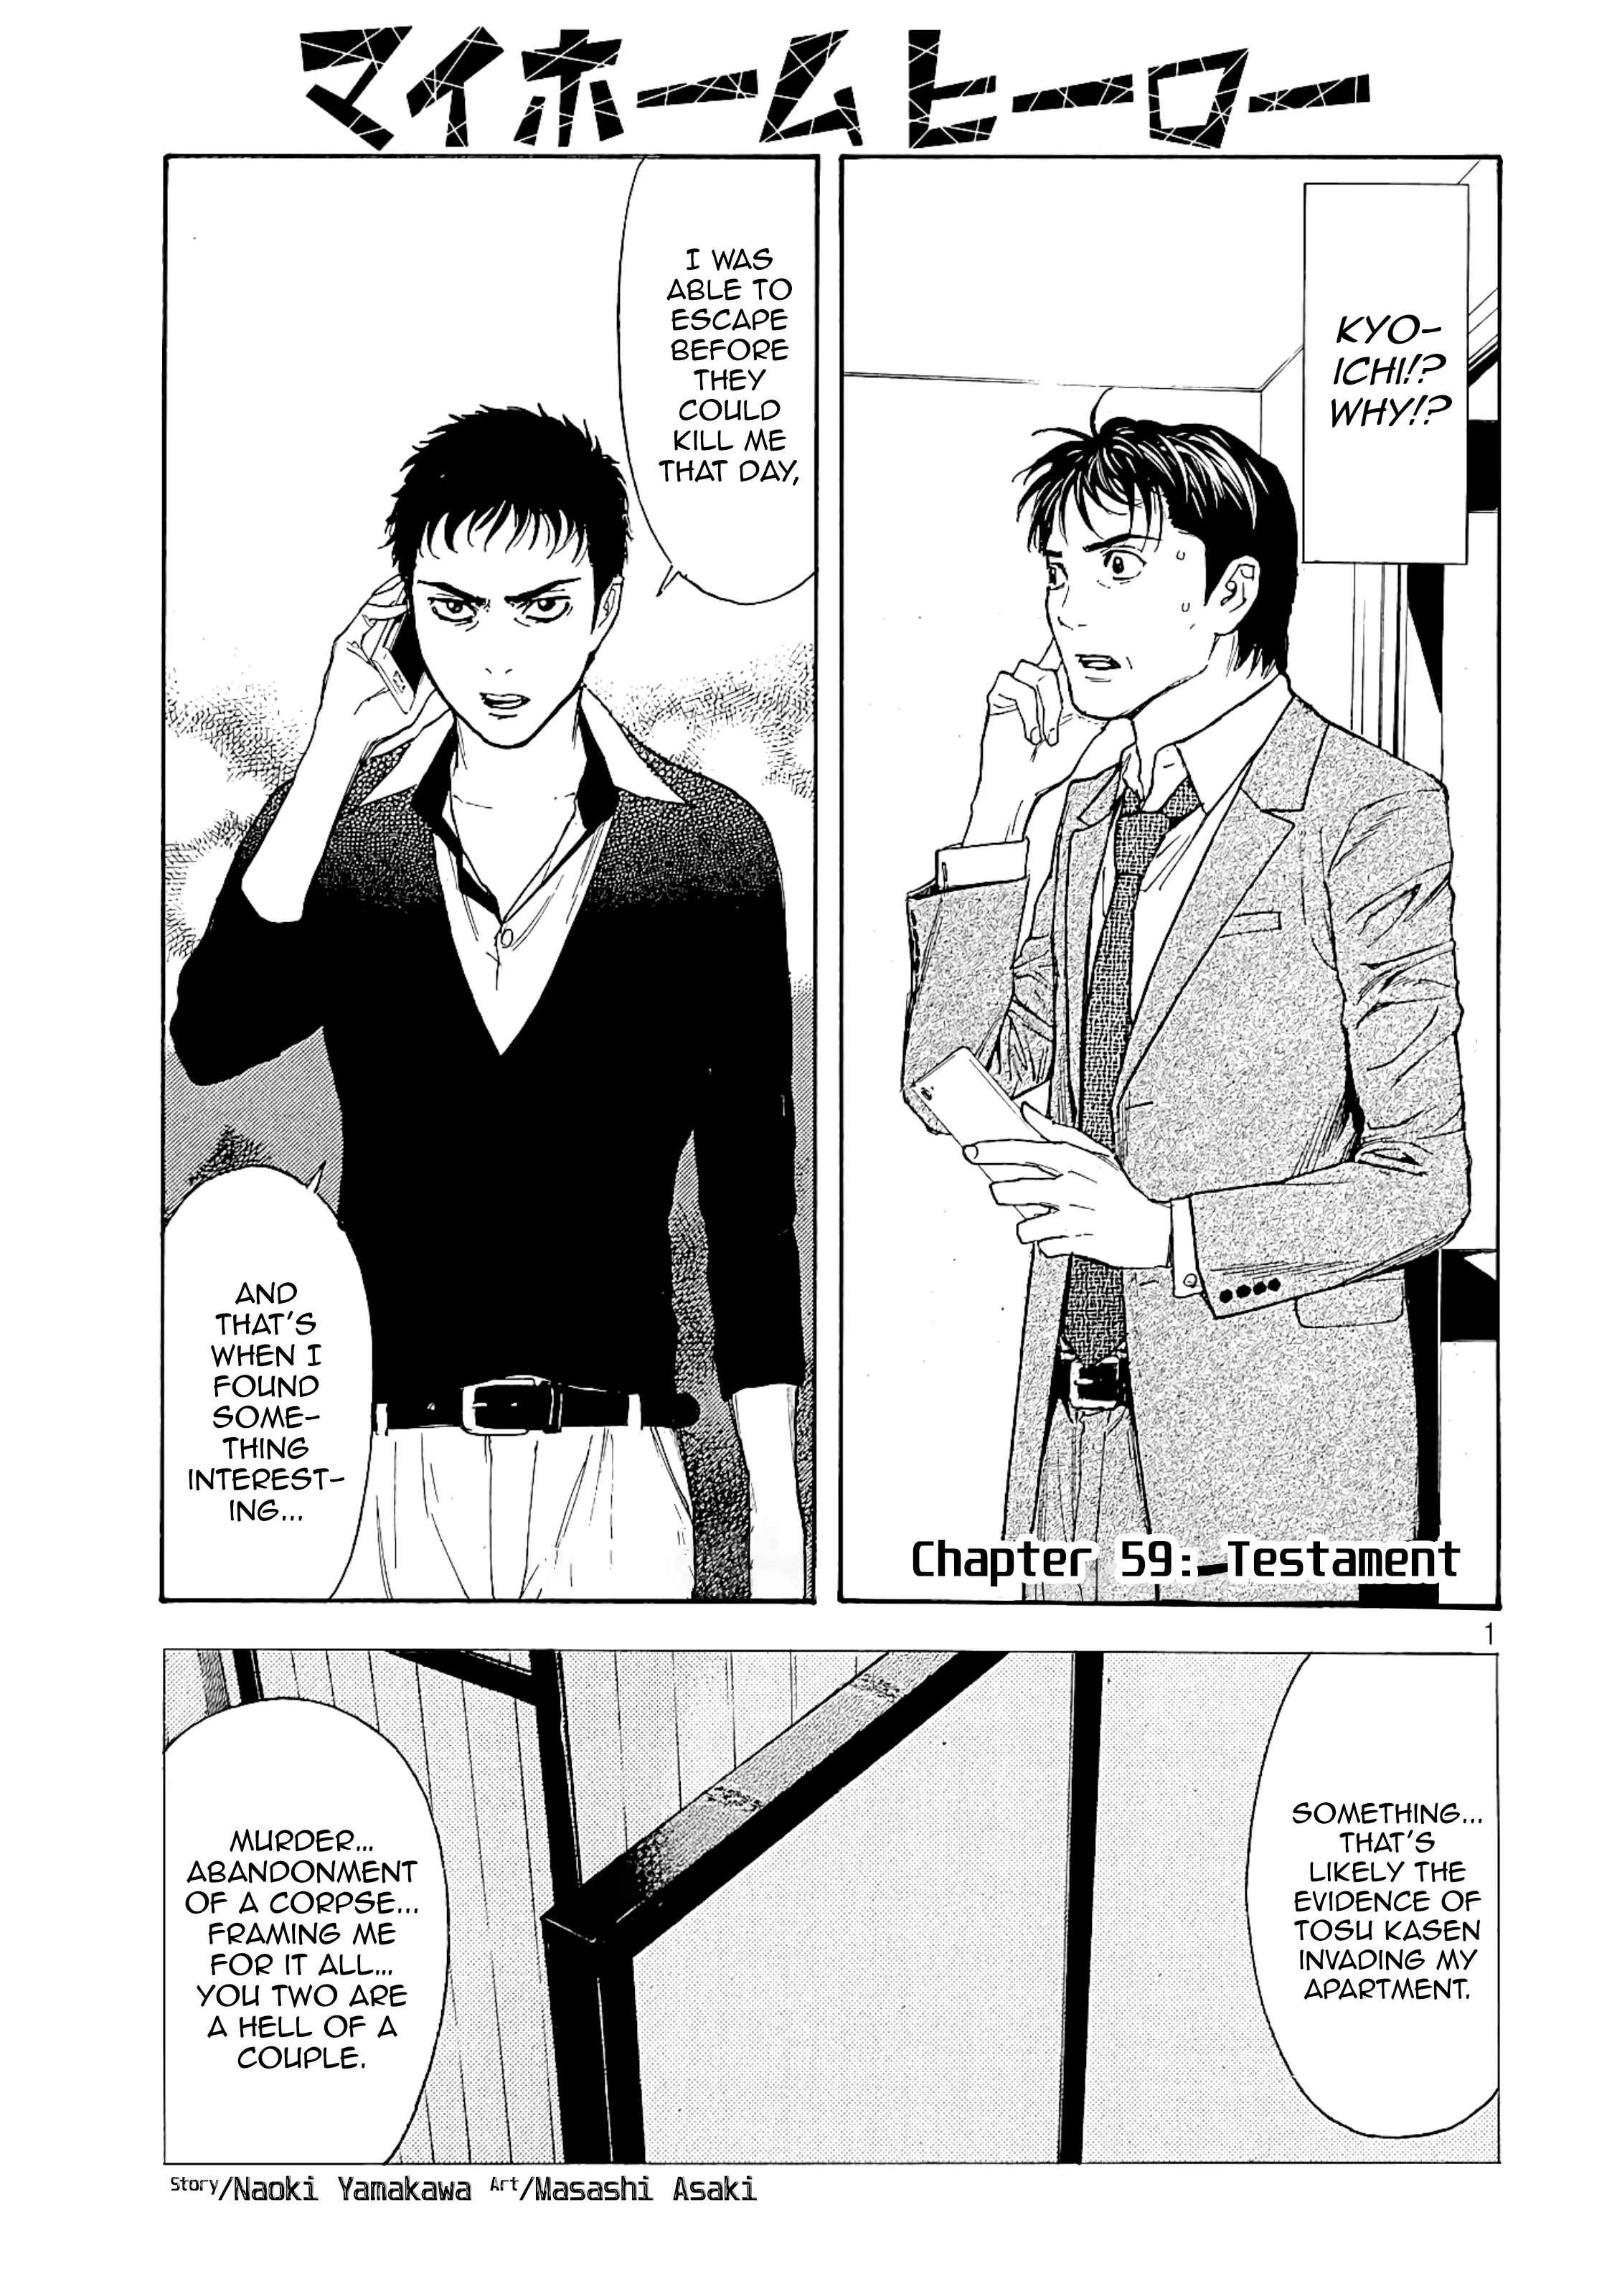 マイホームヒーロー
KYO-
ICHI!?
WHY!?
I WAS
ABLE TO
ESCAPE
BEFORE
THEY
COULD
KILL ME
THAT DAY,
AND
THAT'S
WHEN I
FOUND
SOME-
THING
INTEREST-
ING...
Chapter 59: Testament
1
SOMETHING...
THAT'S
LIKELY THE
EVIDENCE OF
TOSU KASEN
INVADING MY
APARTMENT.
MURDER...
ABANDONMENT
OF A CORPSE...
FRAMING ME
FOR IT ALL...
YOU TWO ARE
A HELL OF A
COUPLE.
Story/Naoki Yamakawa Art/Masashi Asaki